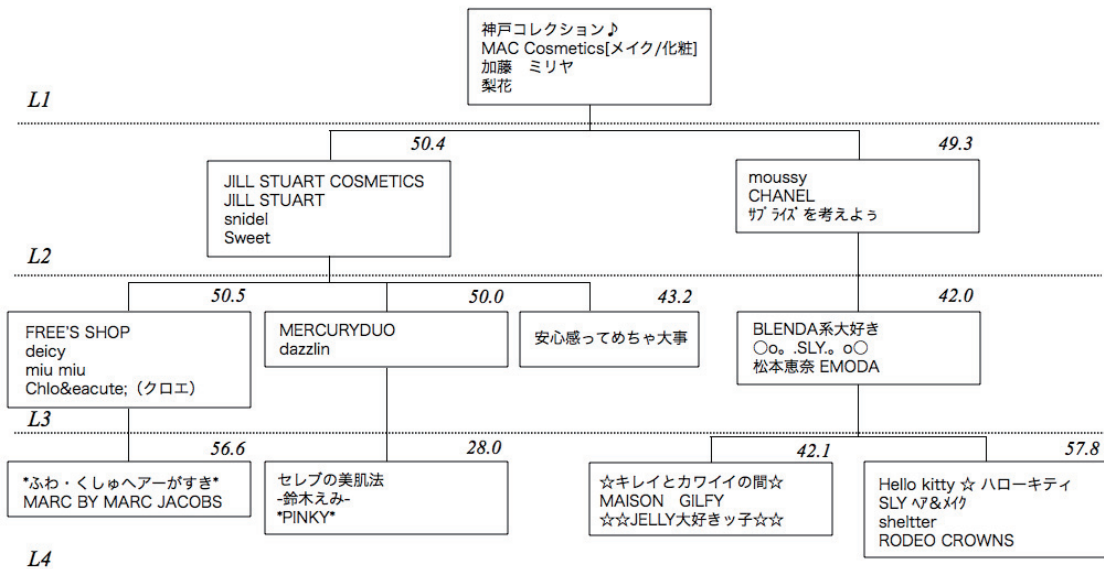 神戸コレクション♪
MAC Cosmetics[メイク/化粧]
加藤　ミリヤ
梨花
L1
50.4
49.3
JILL STUART COSMETICS
JILL STUART
snidel
Sweet
moussy
CHANEL
ｻﾌﾟﾗｲｽﾞを考えよぅ
L2
50.5
50.0
43.2
42.0
FREE'S SHOP
deicy
miu miu
Chlo&eacute;（クロエ）
MERCURYDUO
dazzlin
安心感ってめちゃ大事
BLENDA系大好き
○o。.SLY.。o○
松本恵奈 EMODA
L3
56.6
28.0
42.1
57.8
*ふわ・くしゅヘアーがすき*
MARC BY MARC JACOBS
セレブの美肌法
-鈴木えみ-
*PINKY*
☆キレイとカワイイの間☆
MAISON　GILFY
☆☆JELLY大好きッ子☆☆
Hello kitty ☆ ハローキティ
SLY ﾍｱ&ﾒｲｸ
sheltter
RODEO CROWNS
L4